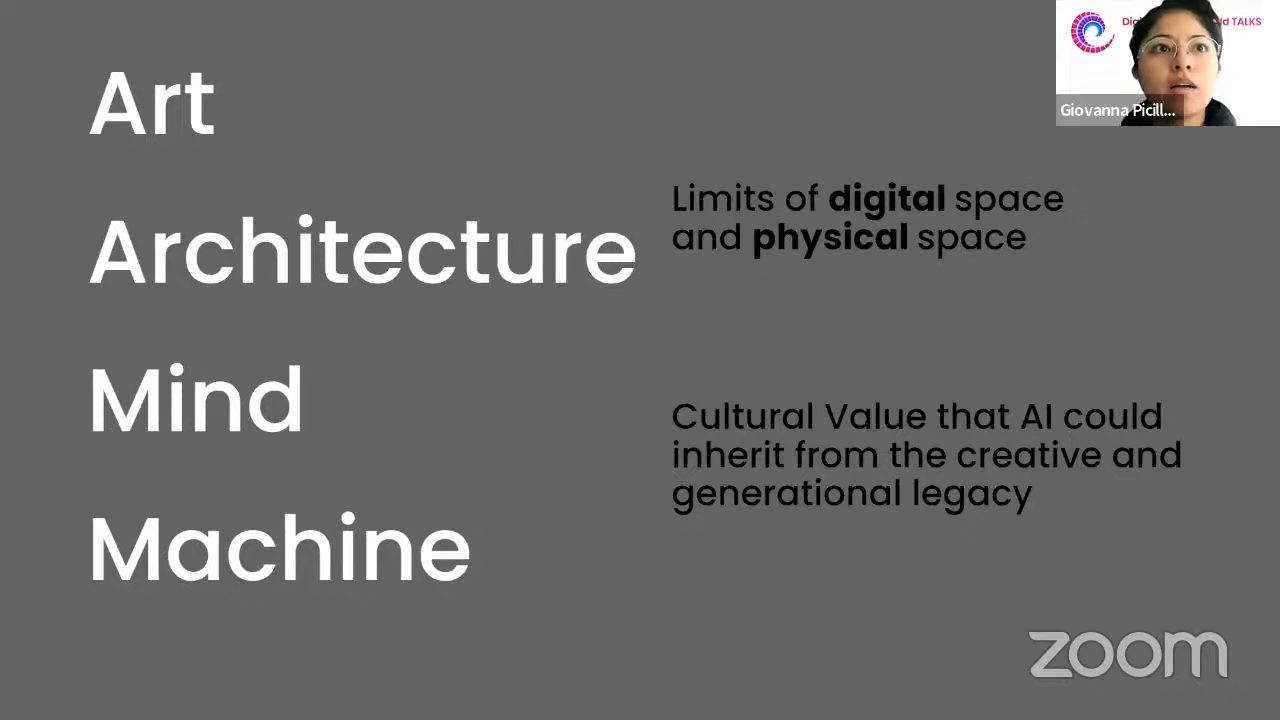 Art
Architecture
Mind
Machine
Limits of digital space
and physical space
Cultural Value that AI could
inherit from the creative and
generational legacy
TALKS
Giovanna Picill...
zoom